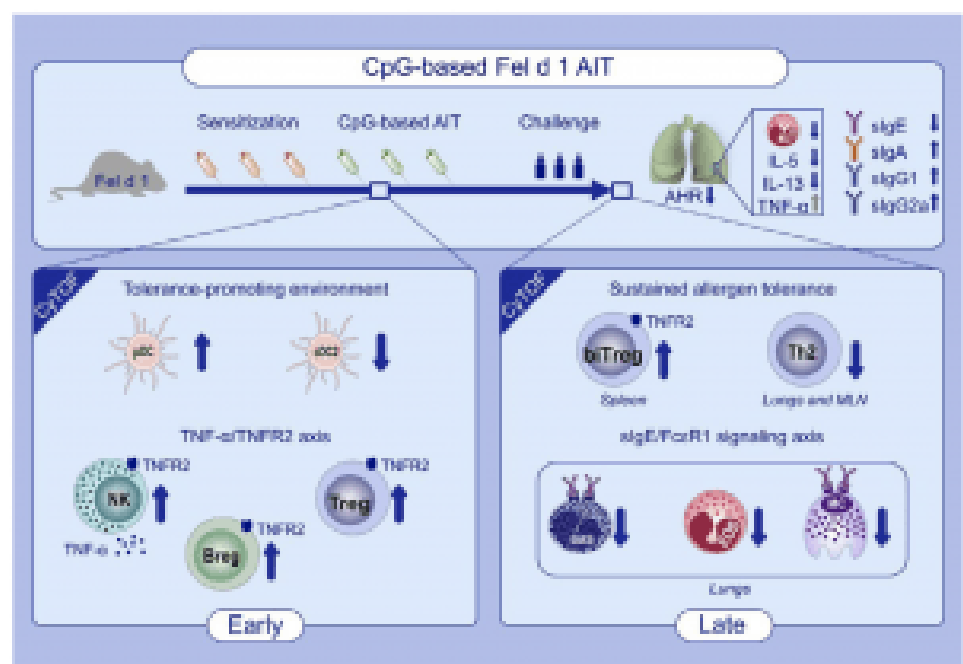 CpG-based Fel d 1 AIT
Sensitization
CpG-based AIT
Challenge
Fel d 1
AHR
IL-5
IL-13
TNF-α
sIgE
sIgA
sIgG1
sIgG2a
CyTOF
Tolerance-promoting environment
pDC
cDC2
TNF-α/TNFR2 axis
TNFR2
NK
TNF-α
TNFR2
Breg
TNFR2
Treg
Early
CyTOF
Sustained allergen tolerance
TNFR2
biTreg
Spleen
Th2
Lungs and MLN
sIgE/FcεR1 signaling axis
Lungs
Late